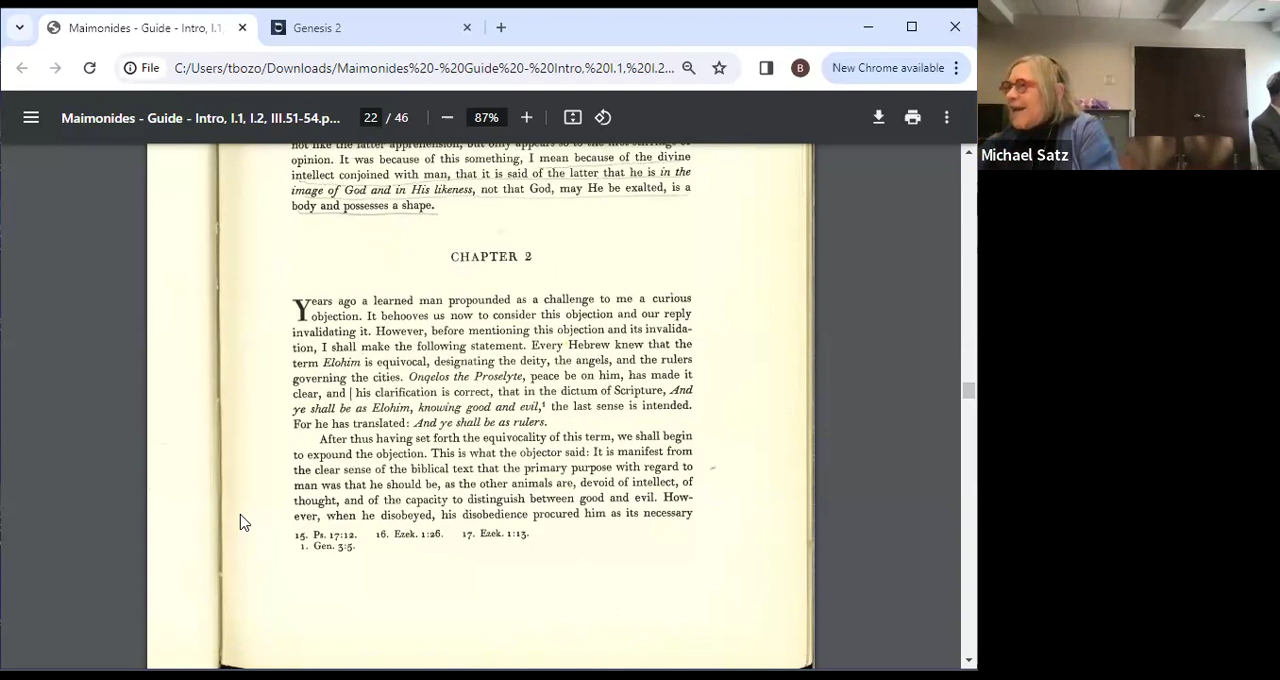 Maimonides - Guide - Intro, I.1,
Genesis 2
File
C:/Users/tbozo/Downloads/Maimonides%20-%20Guide%20-%20Intro,%20I.1,%20I.2...
B
New Chrome available
Maimonides - Guide - Intro, I.1, I.2, III.51-54.p...
22 / 46
87%
opinion. It was because of this something, I mean because of the divine
intellect conjoined with man, that it is said of the latter that he is in the
image of God and in His likeness, not that God, may He be exalted, is a
body and possesses a shape.
CHAPTER 2
Years ago a learned man propounded as a challenge to me a curious
objection. It behooves us now to consider this objection and our reply
invalidating it. However, before mentioning this objection and its invalida-
tion, I shall make the following statement. Every Hebrew knew that the
term Elohim is equivocal, designating the deity, the angels, and the rulers
governing the cities. Onqelos the Proselyte, peace be on him, has made it
clear, and | his clarification is correct, that in the dictum of Scripture, And
ye shall be as Elohim, knowing good and evil,¹ the last sense is intended.
For he has translated: And ye shall be as rulers.
After thus having set forth the equivocality of this term, we shall begin
to expound the objection. This is what the objector said: It is manifest from
the clear sense of the biblical text that the primary purpose with regard to
man was that he should be, as the other animals are, devoid of intellect, of
thought, and of the capacity to distinguish between good and evil. How-
ever, when he disobeyed, his disobedience procured him as its necessary
15. Ps. 17:12. 16. Ezek. 1:26. 17. Ezek. 1:13.
1. Gen. 3:5.
Michael Satz